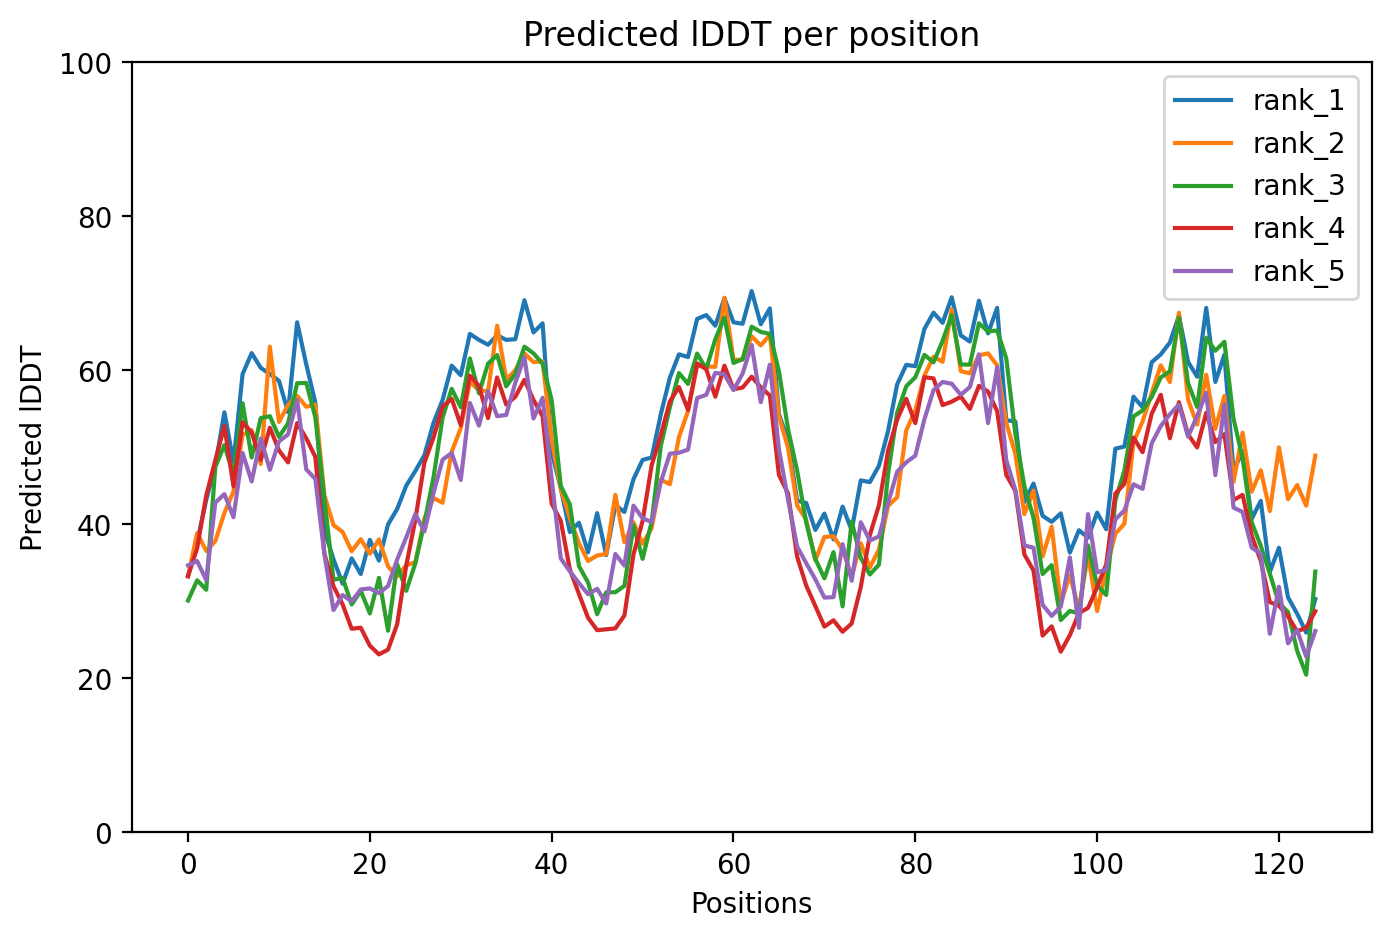 Predicted lDDT per position
100
80
60
40
20
0
Predicted lDDT
0 20 40 60 80 100 120
Positions
rank_1
rank_2
rank_3
rank_4
rank_5